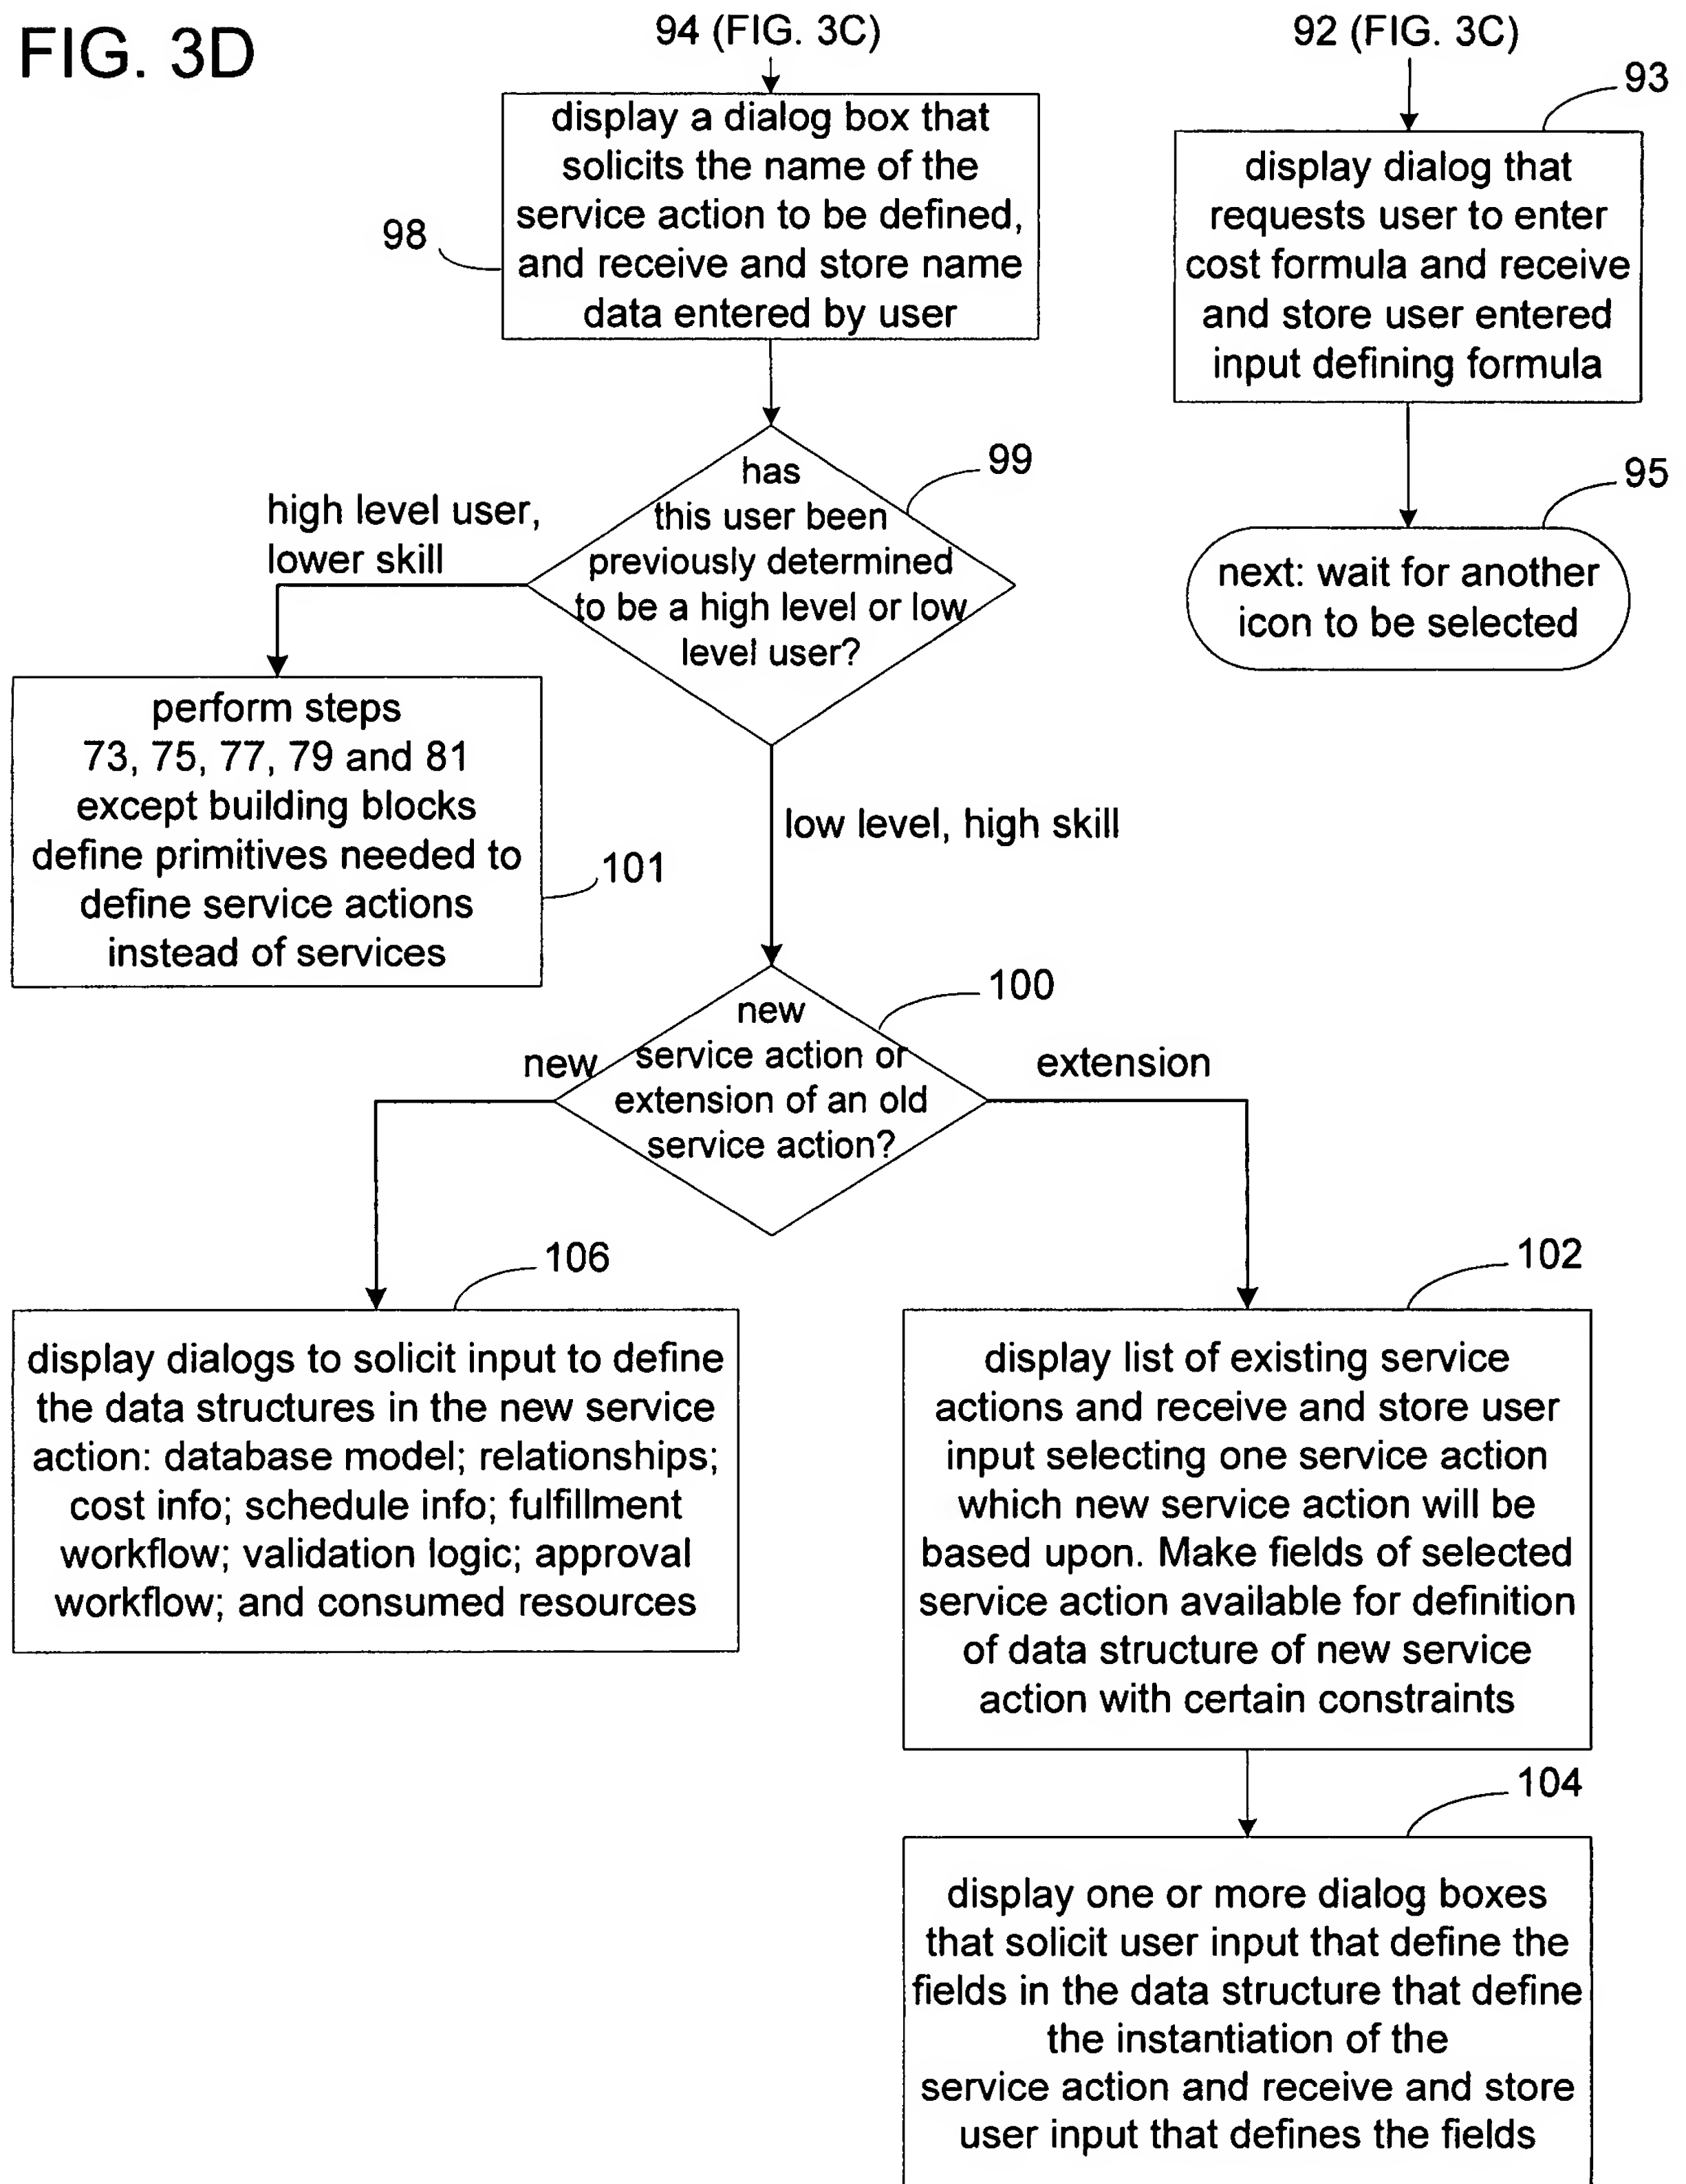 FIG. 3D
94 (FIG. 3C)
display a dialog box that
solicits the name of the
service action to be defined,
and receive and store name
data entered by user
98
92 (FIG. 3C)
93
display dialog that
requests user to enter
cost formula and receive
and store user entered
input defining formula
95
next: wait for another
icon to be selected
has
this user been
previously determined
to be a high level or low
level user?
99
high level user,
lower skill
perform steps
73, 75, 77, 79 and 81
except building blocks
define primitives needed to
define service actions
instead of services
101
low level, high skill
new
service action or
extension of an old
service action?
100
new
extension
106
display dialogs to solicit input to define
the data structures in the new service
action: database model; relationships;
cost info; schedule info; fulfillment
workflow; validation logic; approval
workflow; and consumed resources
102
display list of existing service
actions and receive and store user
input selecting one service action
which new service action will be
based upon. Make fields of selected
service action available for definition
of data structure of new service
action with certain constraints
104
display one or more dialog boxes
that solicit user input that define the
fields in the data structure that define
the instantiation of the
service action and receive and store
user input that defines the fields